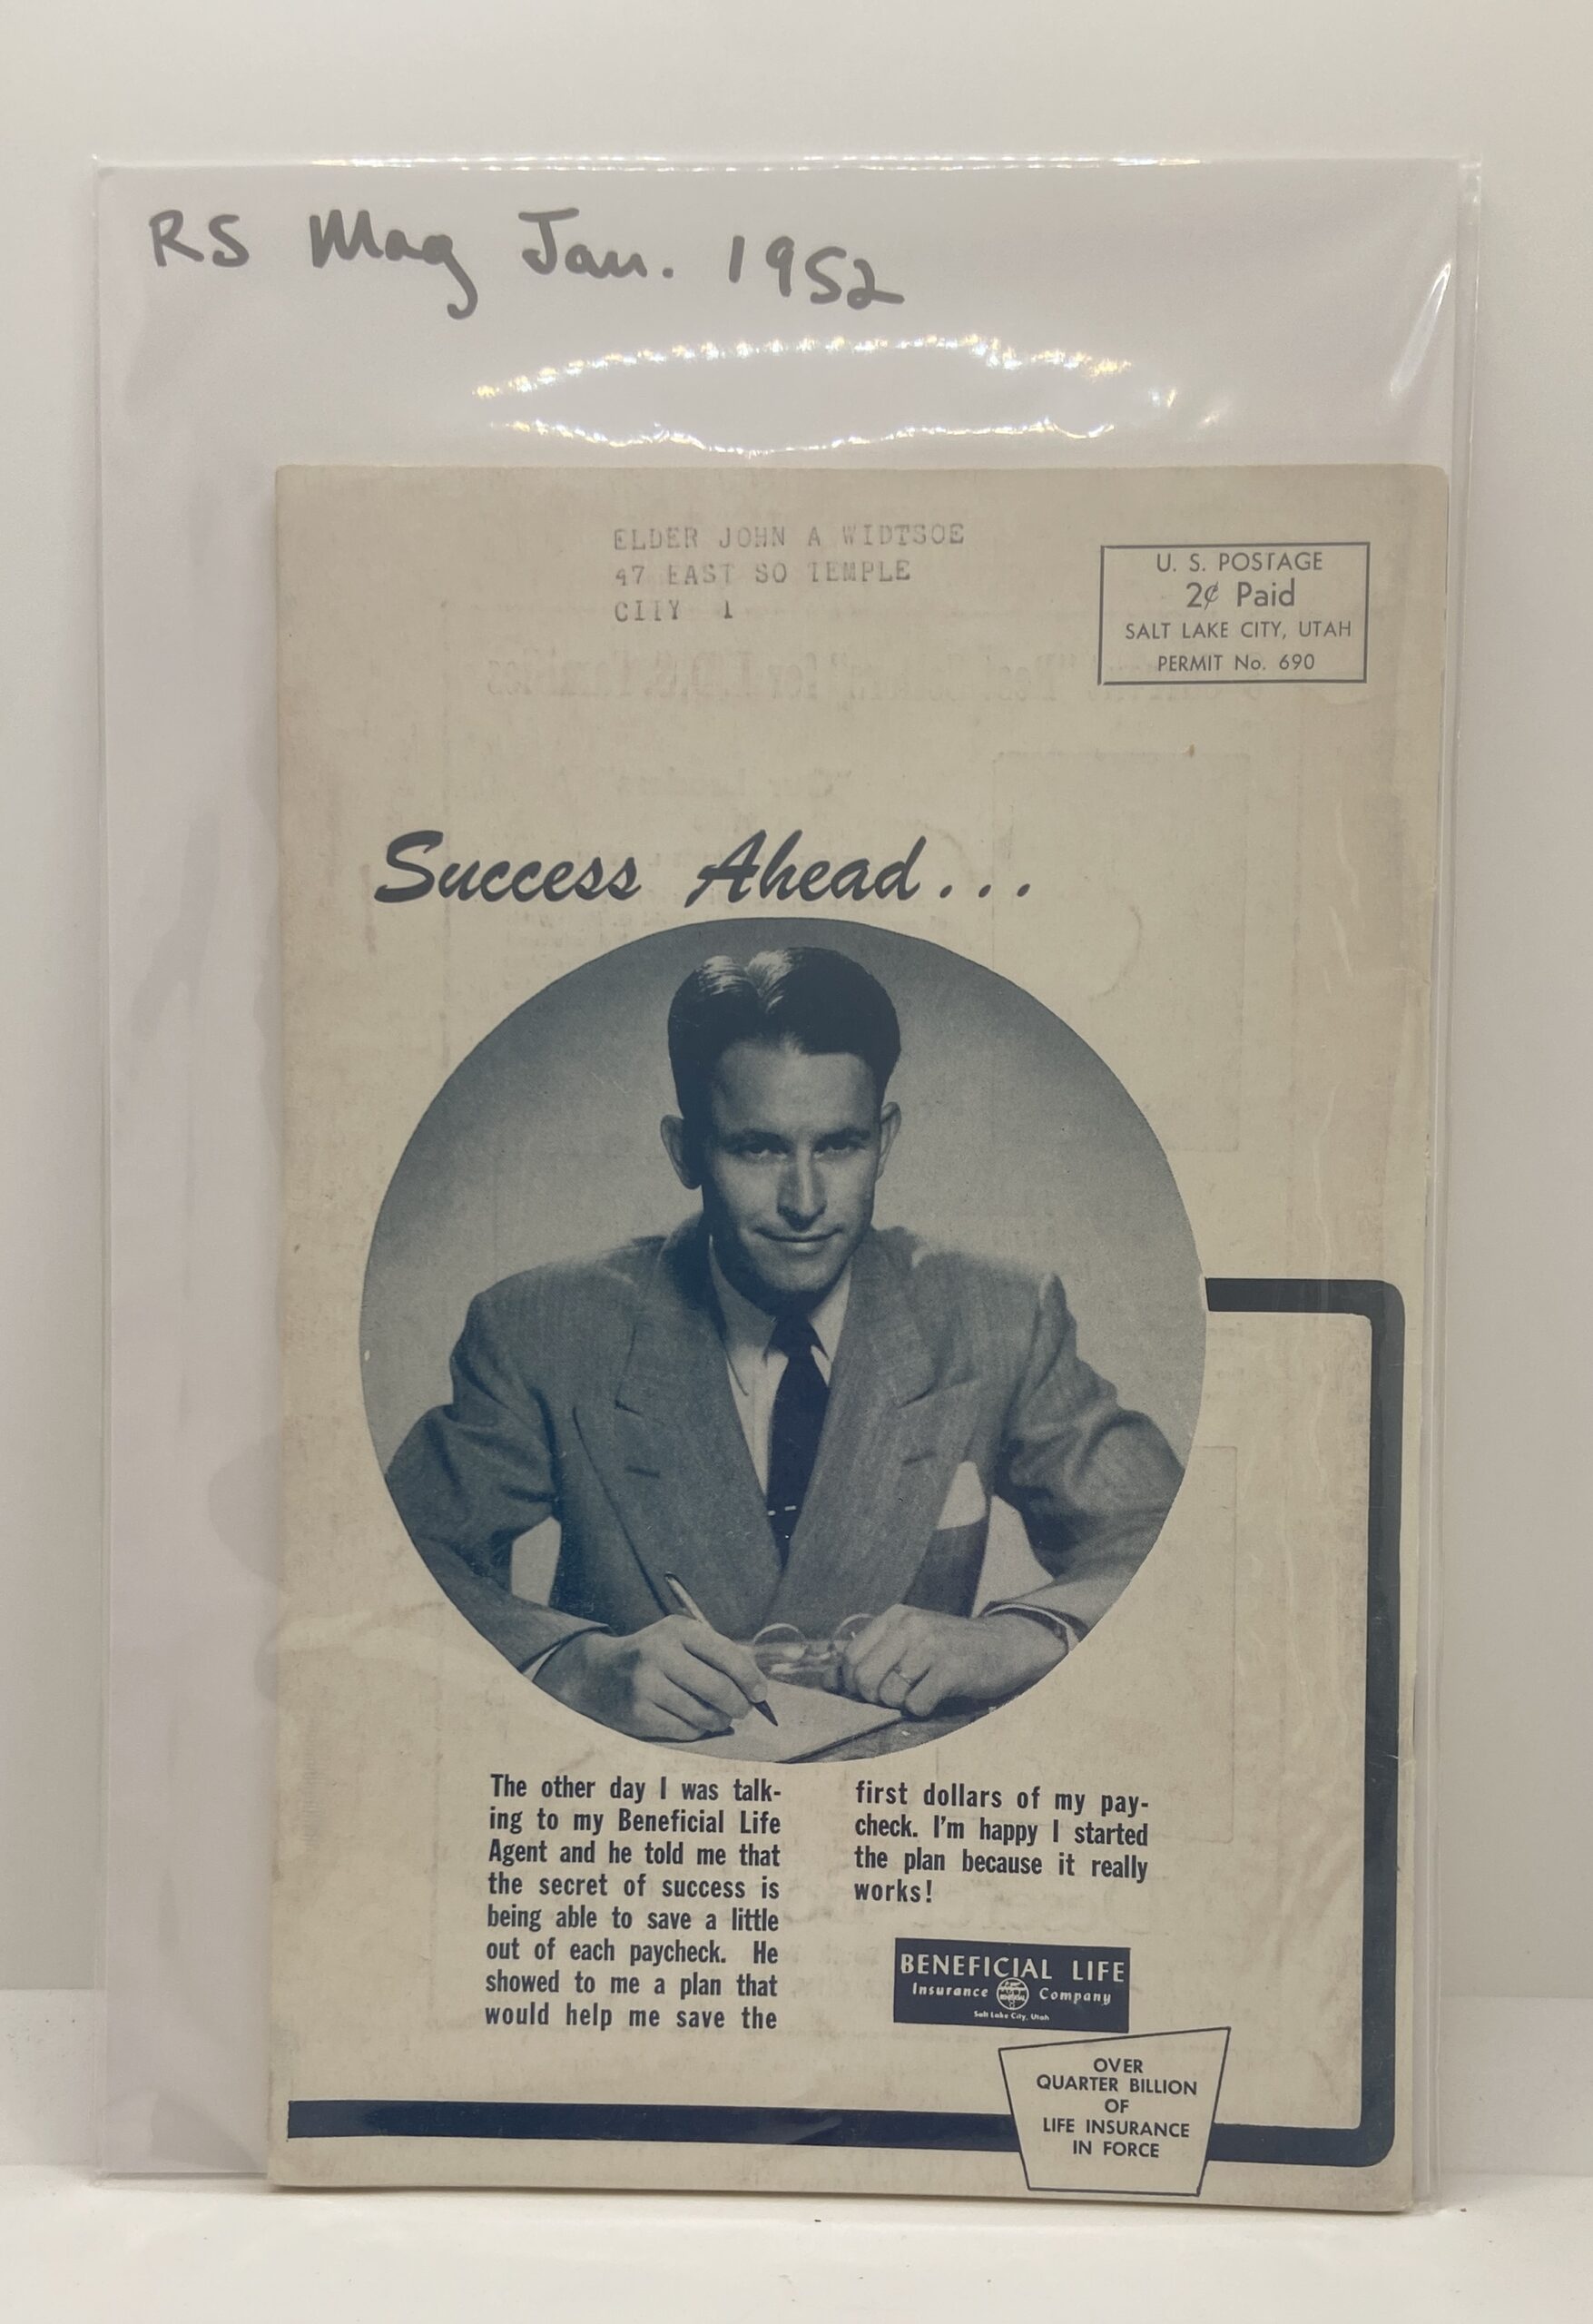 RS Mag Jan. 1952
ELDER JOHN A WIDTSOE
47 EAST SO TEMPLE
CITY 1
U. S. POSTAGE
2¢ Paid
SALT LAKE CITY, UTAH
PERMIT No. 690
Success Ahead...
The other day I was talk-
ing to my Beneficial Life
Agent and he told me that
the secret of success is
being able to save a little
out of each paycheck. He
showed to me a plan that
would help me save the
first dollars of my pay-
check. I'm happy I started
the plan because it really
works!
BENEFICIAL LIFE
Insurance Company
Salt Lake City, Utah
OVER
QUARTER BILLION
OF
LIFE INSURANCE
IN FORCE